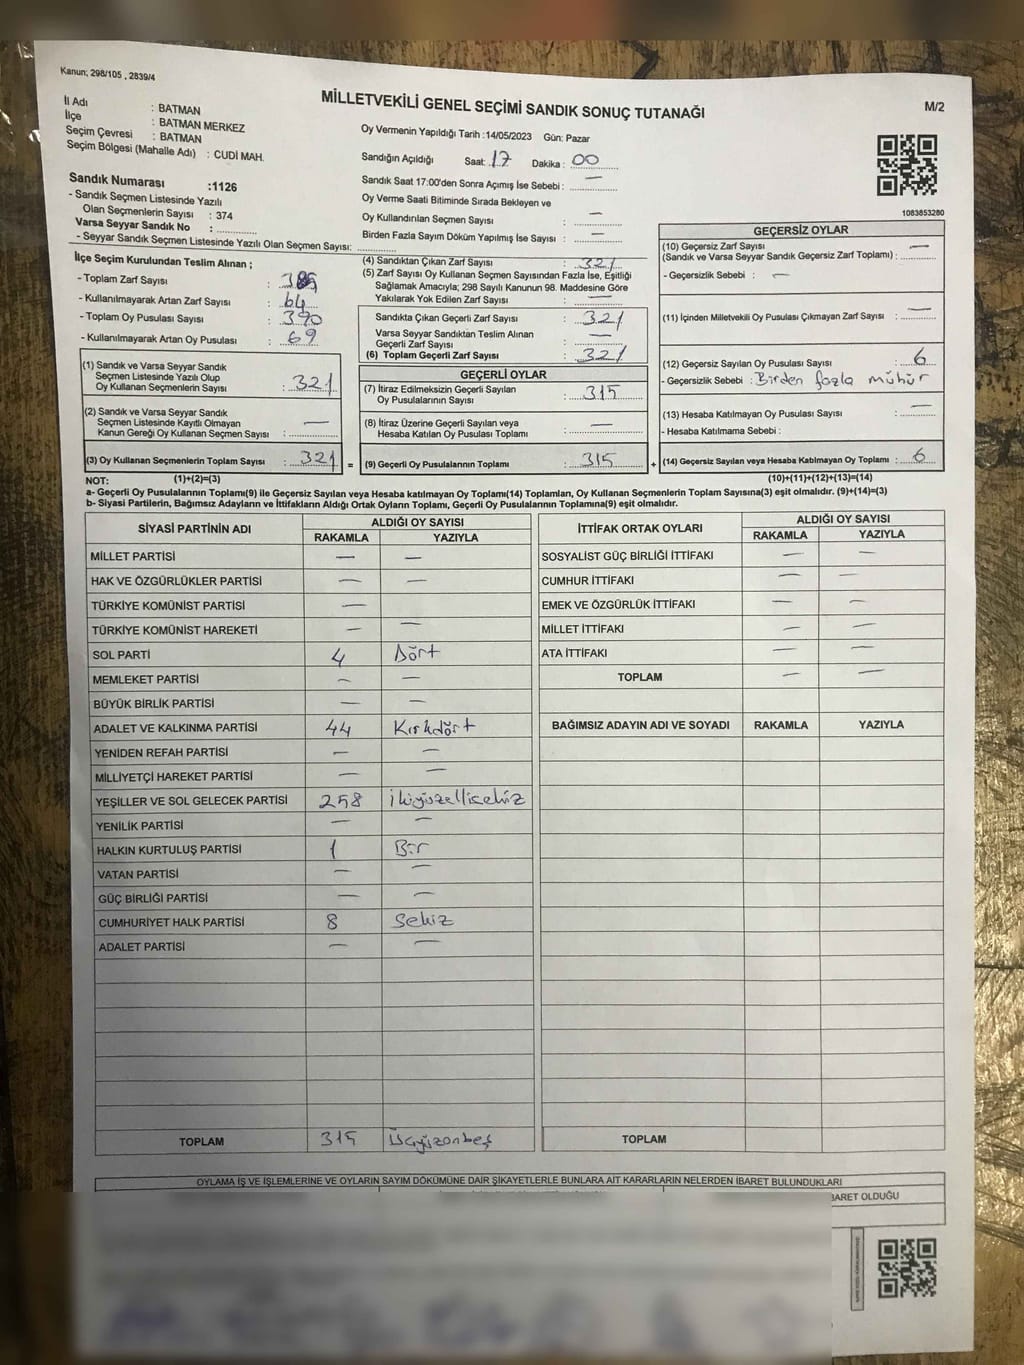 Kanun; 298/105 , 2839/4
MİLLETVEKİLİ GENEL SEÇİMİ SANDIK SONUÇ TUTANAĞI
M/2
İl Adı : BATMAN
İlçe : BATMAN MERKEZ
Seçim Çevresi : BATMAN
Seçim Bölgesi (Mahalle Adı) : CUDİ MAH.
Oy Vermenin Yapıldığı Tarih :14/05/2023 Gün: Pazar
Sandığın Açıldığı Saat: 17 Dakika : 00
Sandık Saat 17:00'den Sonra Açımış İse Sebebi : —
Oy Verme Saati Bitiminde Sırada Bekleyen ve
Oy Kullandırılan Seçmen Sayısı : —
Birden Fazla Sayım Döküm Yapılmış İse Sayısı : —
1083853280
Sandık Numarası :1126
- Sandık Seçmen Listesinde Yazılı
Olan Seçmenlerin Sayısı : 374
Varsa Seyyar Sandık No :
- Seyyar Sandık Seçmen Listesinde Yazılı Olan Seçmen Sayısı:
İlçe Seçim Kurulundan Teslim Alınan ;
- Toplam Zarf Sayısı :
- Kullanılmayarak Artan Zarf Sayısı : 64
- Toplam Oy Pusulası Sayısı : 390
- Kullanılmayarak Artan Oy Pusulası : 69
(1) Sandık ve Varsa Seyyar Sandık
Seçmen Listesinde Yazılı Olup
Oy Kullanan Seçmenlerin Sayısı : 321
(2) Sandık ve Varsa Seyyar Sandık
Seçmen Listesinde Kayıtlı Olmayan
Kanun Gereği Oy Kullanan Seçmen Sayısı : —
(3) Oy Kullanan Seçmenlerin Toplam Sayısı : 321 =
(4) Sandıktan Çıkan Zarf Sayısı : 321
(5) Zarf Sayısı Oy Kullanan Seçmen Sayısından Fazla İse, Eşitliği
Sağlamak Amacıyla; 298 Sayılı Kanunun 98. Maddesine Göre
Yakılarak Yok Edilen Zarf Sayısı : —
Sandıkta Çıkan Geçerli Zarf Sayısı : 321
Varsa Seyyar Sandıktan Teslim Alınan
Geçerli Zarf Sayısı : —
(6) Toplam Geçerli Zarf Sayısı : 321
GEÇERLİ OYLAR
(7) İtiraz Edilmeksizin Geçerli Sayılan
Oy Pusulalarının Sayısı : 315
(8) İtiraz Üzerine Geçerli Sayılan veya
Hesaba Katılan Oy Pusulası Toplamı : —
(9) Geçerli Oy Pusulalarının Toplamı : 315 +
GEÇERSİZ OYLAR
(10) Geçersiz Zarf Sayısı
(Sandık ve Varsa Seyyar Sandık Geçersiz Zarf Toplamı) : —
- Geçersizlik Sebebi : —
(11) İçinden Milletvekili Oy Pusulası Çıkmayan Zarf Sayısı : —
(12) Geçersiz Sayılan Oy Pusulası Sayısı : 6
- Geçersizlik Sebebi : Birden fazla mühür
(13) Hesaba Katılmayan Oy Pusulası Sayısı : —
- Hesaba Katılmama Sebebi :
(14) Geçersiz Sayılan veya Hesaba Katılmayan Oy Toplamı : 6
NOT: (1)+(2)=(3) (10)+(11)+(12)+(13)=(14)
a- Geçerli Oy Pusulalarının Toplamı(9) ile Geçersiz Sayılan veya Hesaba katılmayan Oy Toplamı(14) Toplamları, Oy Kullanan Seçmenlerin Toplam Sayısına(3) eşit olmalıdır. (9)+(14)=(3)
b- Siyasi Partilerin, Bağımsız Adayların ve İttifakların Aldığı Ortak Oyların Toplamı, Geçerli Oy Pusulalarının Toplamına(9) eşit olmalıdır.
SİYASİ PARTİNİN ADI ALDIĞI OY SAYISI
RAKAMLA YAZIYLA
MİLLET PARTİSİ — —
HAK VE ÖZGÜRLÜKLER PARTİSİ — —
TÜRKİYE KOMÜNİST PARTİSİ —
TÜRKİYE KOMÜNİST HAREKETİ — —
SOL PARTİ 4 Dört
MEMLEKET PARTİSİ — —
BÜYÜK BİRLİK PARTİSİ — —
ADALET VE KALKINMA PARTİSİ 44 Kırkdört
YENİDEN REFAH PARTİSİ — —
MİLLİYETÇİ HAREKET PARTİSİ — —
YEŞİLLER VE SOL GELECEK PARTİSİ 258 İkiyüzellisekiz
YENİLİK PARTİSİ — —
HALKIN KURTULUŞ PARTİSİ 1 Bir
VATAN PARTİSİ — —
GÜÇ BİRLİĞİ PARTİSİ — —
CUMHURİYET HALK PARTİSİ 8 Sekiz
ADALET PARTİSİ — —
TOPLAM 315 Üçyüzonbeş
İTTİFAK ORTAK OYLARI ALDIĞI OY SAYISI
RAKAMLA YAZIYLA
SOSYALİST GÜÇ BİRLİĞİ İTTİFAKI — —
CUMHUR İTTİFAKI — —
EMEK VE ÖZGÜRLÜK İTTİFAKI — —
MİLLET İTTİFAKI — —
ATA İTTİFAKI — —
TOPLAM — —
BAĞIMSIZ ADAYIN ADI VE SOYADI RAKAMLA YAZIYLA
TOPLAM
OYLAMA İŞ VE İŞLEMLERİNE VE OYLARIN SAYIM DÖKÜMÜNE DAİR ŞİKAYETLERLE BUNLARA AİT KARARLARIN NELERDEN İBARET BULUNDUKLARI
BARET OLDUĞU